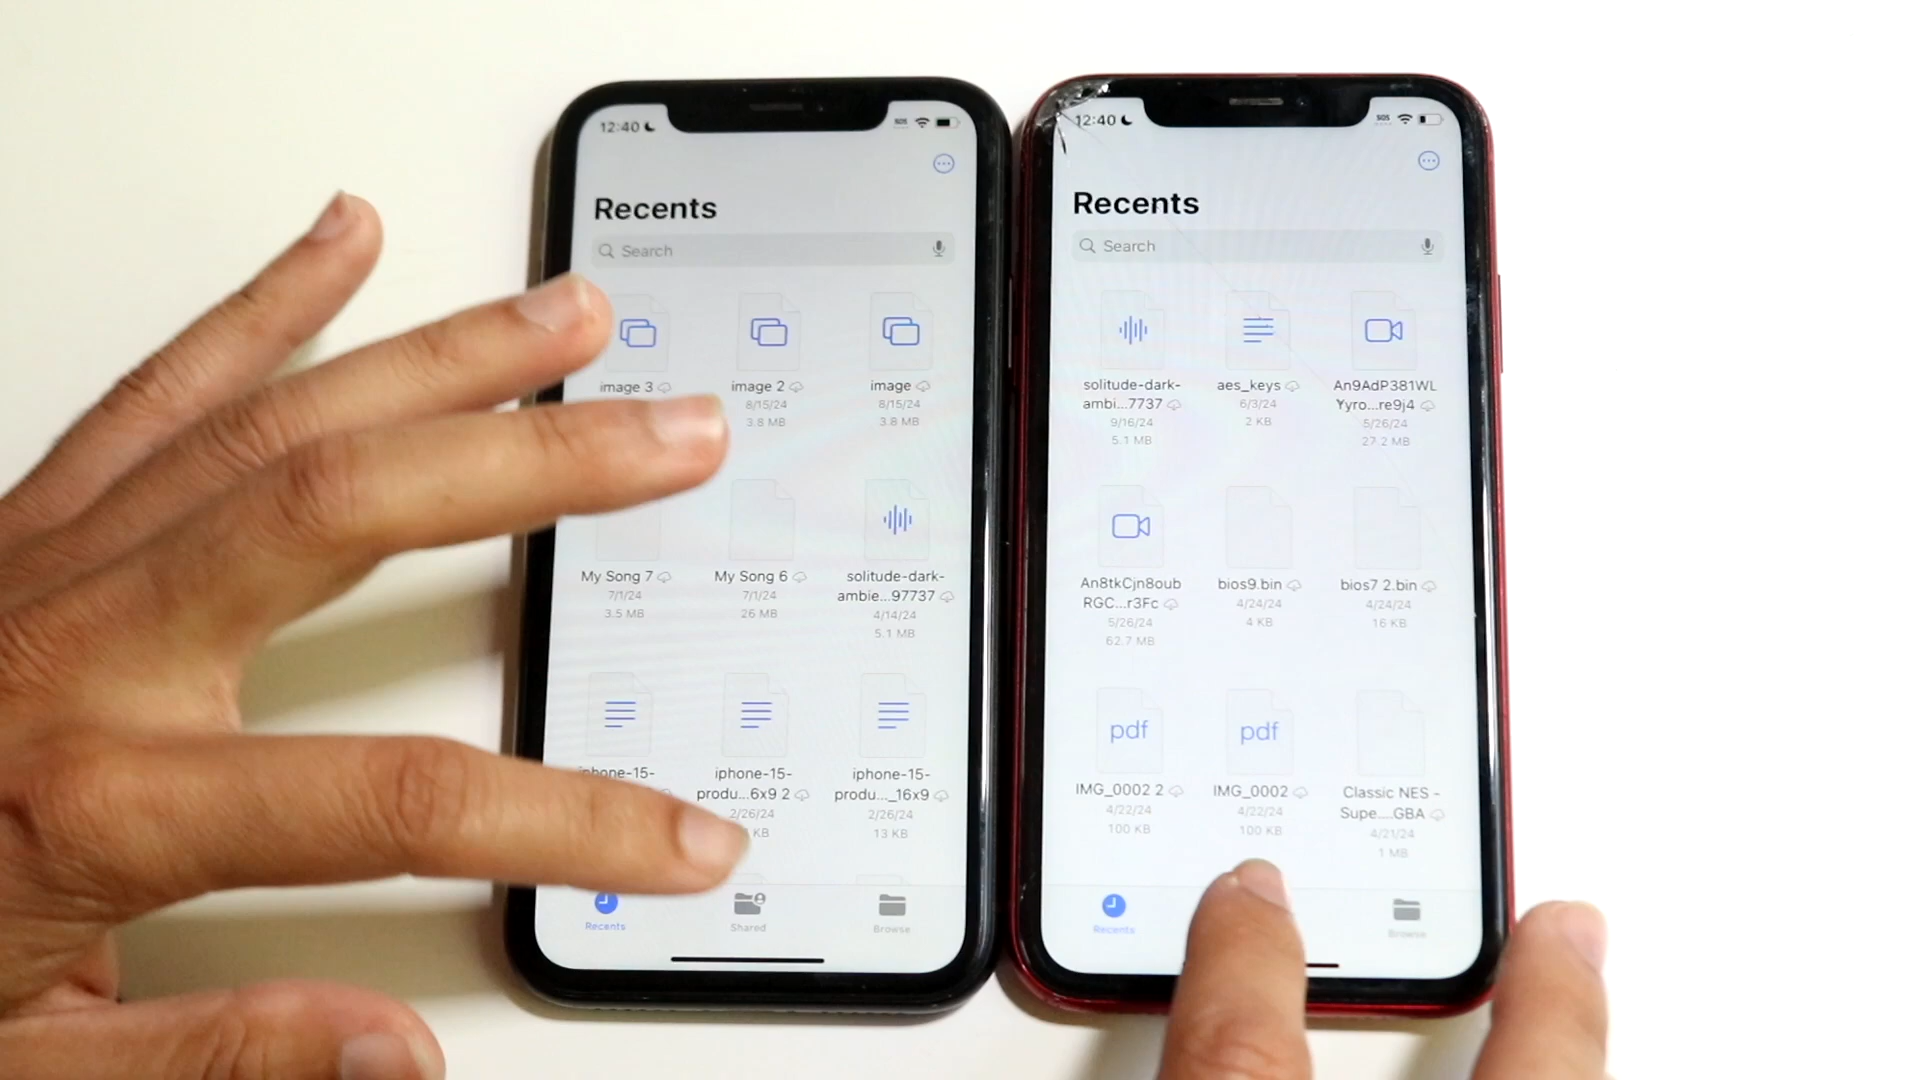 12:40
SOS
Recents
Search
image 3
image 2
image
8/15/24
8/15/24
3.8 MB
3.8 MB
My Song 7
My Song 6
solitude-dark-
ambie...97737
7/1/24
7/1/24
4/14/24
3.5 MB
26 MB
5.1 MB
iphone-15-
iphone-15-
iphone-15-
produ...6x9 2
produ..._16x9
2/26/24
2/26/24
KB
13 KB
Recents
Shared
Browse
12:40
SOS
Recents
Search
solitude-dark-
ambi...7737
aes_keys
An9AdP381WL
Yyro...re9j4
9/16/24
6/3/24
5/26/24
5.1 MB
2 KB
27.2 MB
An8tkCjn8oub
RGC...r3Fc
bios9.bin
bios7 2.bin
5/26/24
4/24/24
4/24/24
62.7 MB
4 KB
16 KB
pdf
pdf
IMG_0002 2
IMG_0002
Classic NES -
Supe....GBA
4/22/24
4/22/24
4/21/24
100 KB
100 KB
1 MB
Recents
Browse